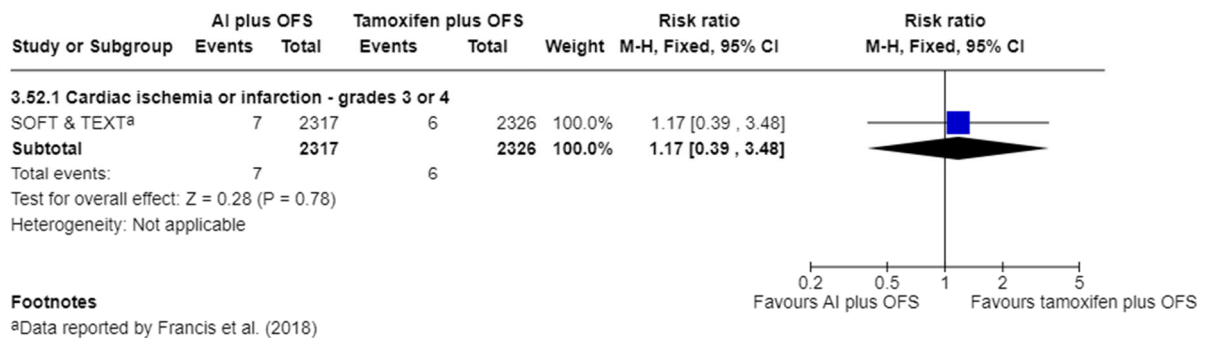 AI plus OFS Tamoxifen plus OFS Risk ratio Risk ratio
Study or Subgroup Events Total Events Total Weight M-H, Fixed, 95% CI M-H, Fixed, 95% CI
3.52.1 Cardiac ischemia or infarction - grades 3 or 4
SOFT & TEXTa 7 2317 6 2326 100.0% 1.17 [0.39 , 3.48]
Subtotal 2317 2326 100.0% 1.17 [0.39 , 3.48]
Total events: 7 6
Test for overall effect: Z = 0.28 (P = 0.78)
Heterogeneity: Not applicable
0.2 0.5 1 2 5
Favours AI plus OFS Favours tamoxifen plus OFS
Footnotes
aData reported by Francis et al. (2018)